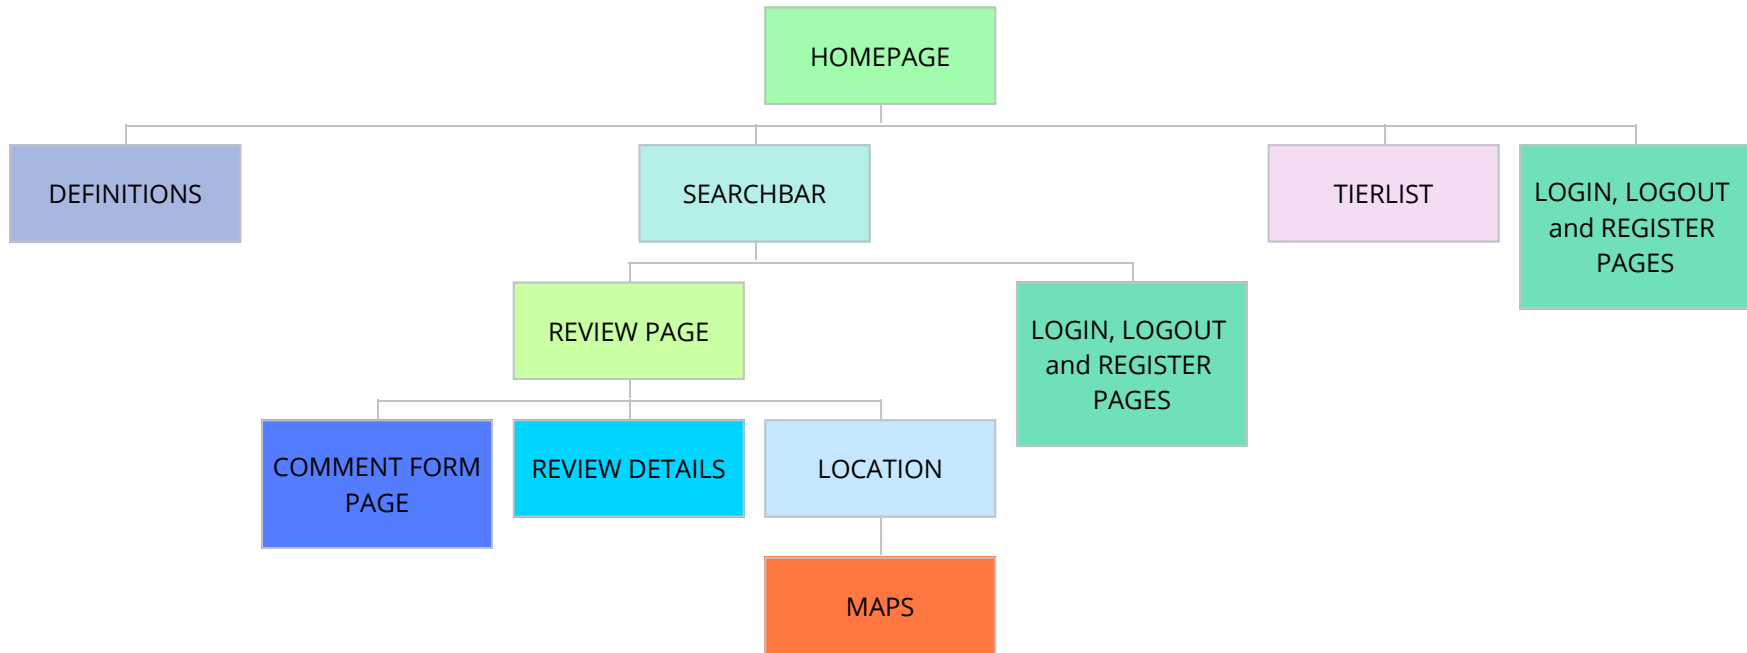 HOMEPAGE
DEFINITIONS
SEARCHBAR
TIERLIST
LOGIN, LOGOUT
and REGISTER
PAGES
REVIEW PAGE
LOGIN, LOGOUT
and REGISTER
PAGES
COMMENT FORM
PAGE
REVIEW DETAILS
LOCATION
MAPS